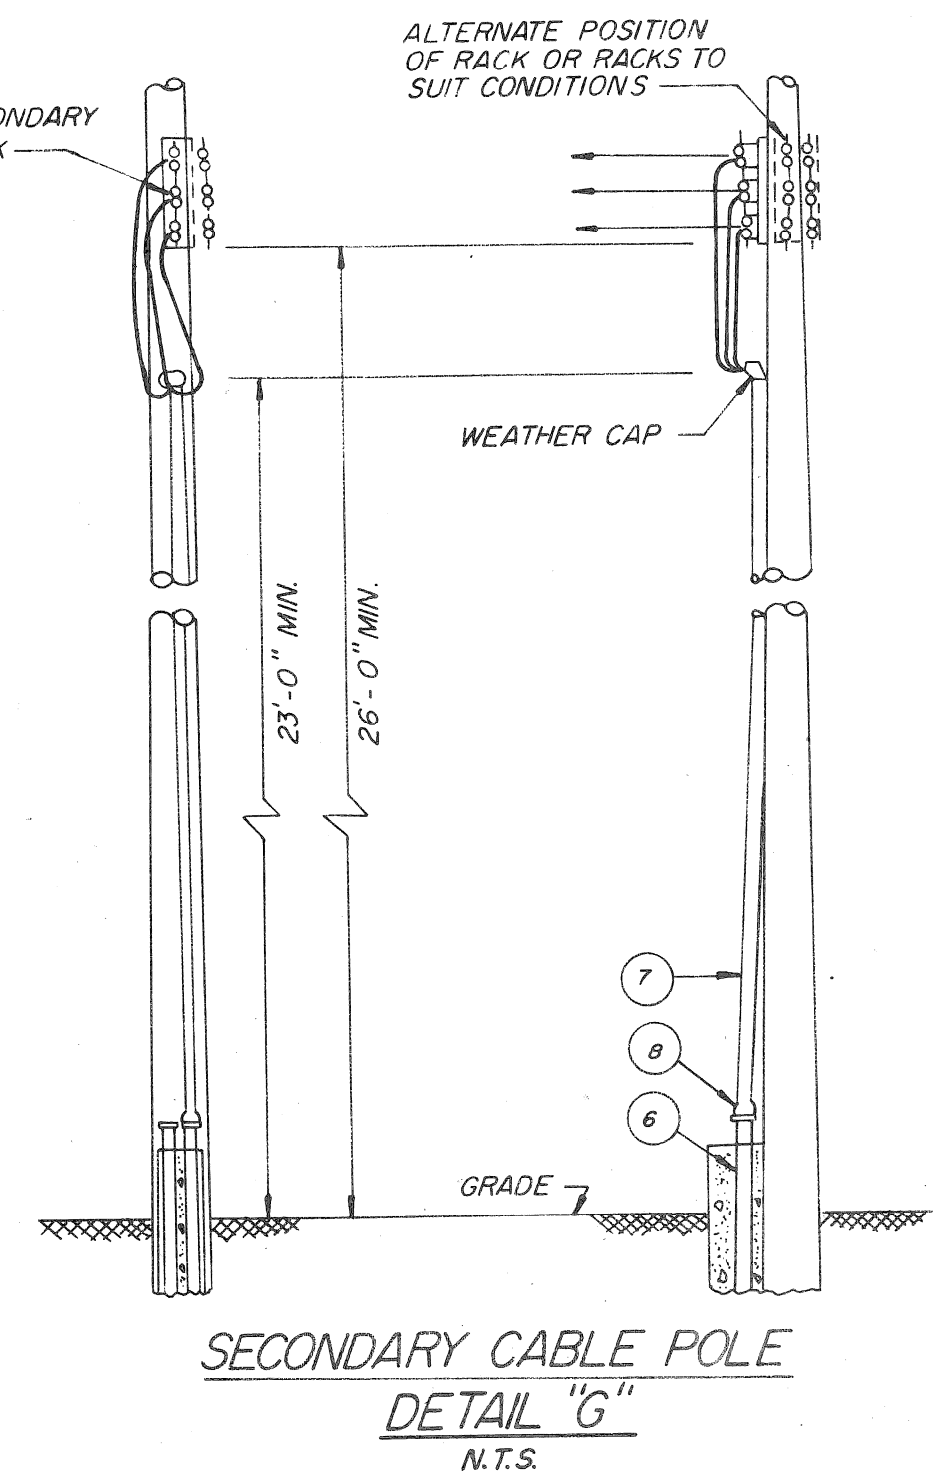 ALTERNATE POSITION
OF RACK OR RACKS TO
SUIT CONDITIONS
ONDARY
K
WEATHER CAP
23'-0" MIN.
26'-0" MIN.
7
8
6
GRADE
SECONDARY CABLE POLE
DETAIL "G"
N.T.S.